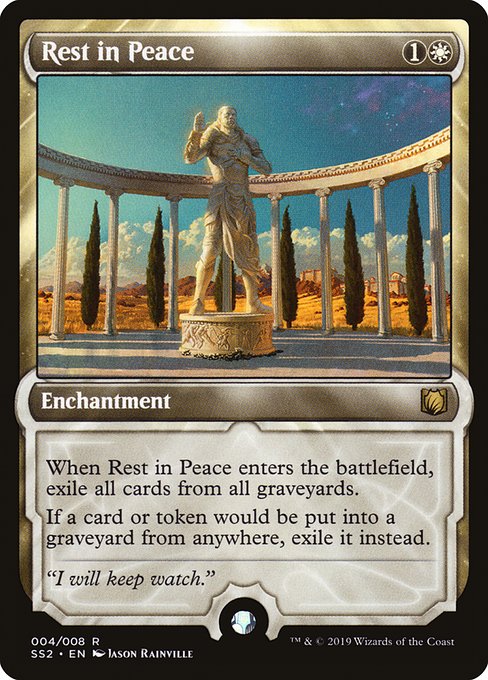 Rest in Peace 1
Enchantment
When Rest in Peace enters the battlefield,
exile all cards from all graveyards.
If a card or token would be put into a
graveyard from anywhere, exile it instead.
“I will keep watch.”
004/008 R
SS2 • EN Jason Rainville
™ & © 2019 Wizards of the Coast